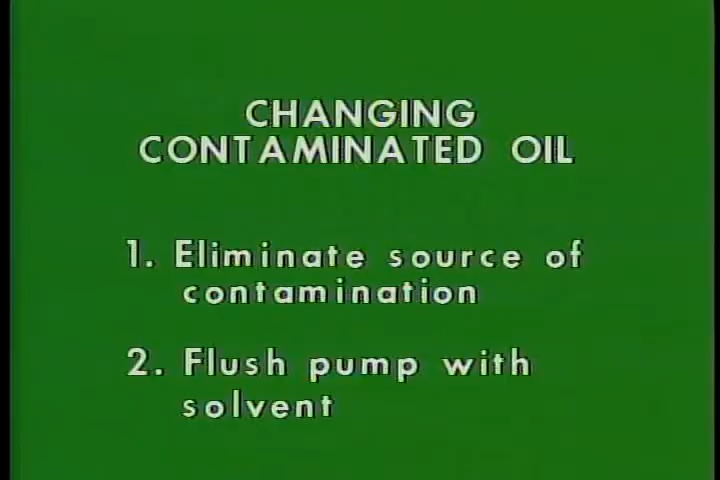 CHANGING
CONTAMINATED OIL
1. Eliminate source of
contamination
2. Flush pump with
solvent